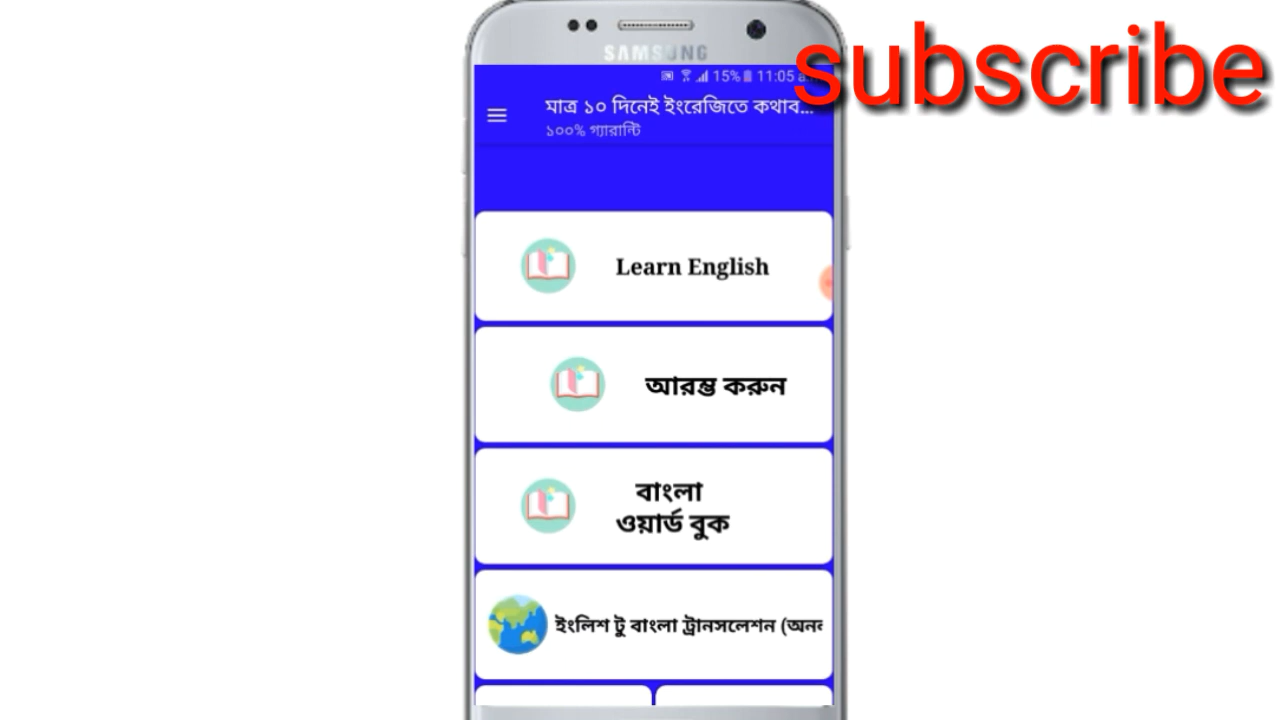 subscribe
SAMSUNG
15% 11:05
মাত্র ১০ দিনেই ইংরেজিতে কথাব...
১০০% গ্যারান্টি
Learn English
আরম্ভ করুন
বাংলা
ওয়ার্ড বুক
ইংলিশ টু বাংলা ট্রানসলেশন